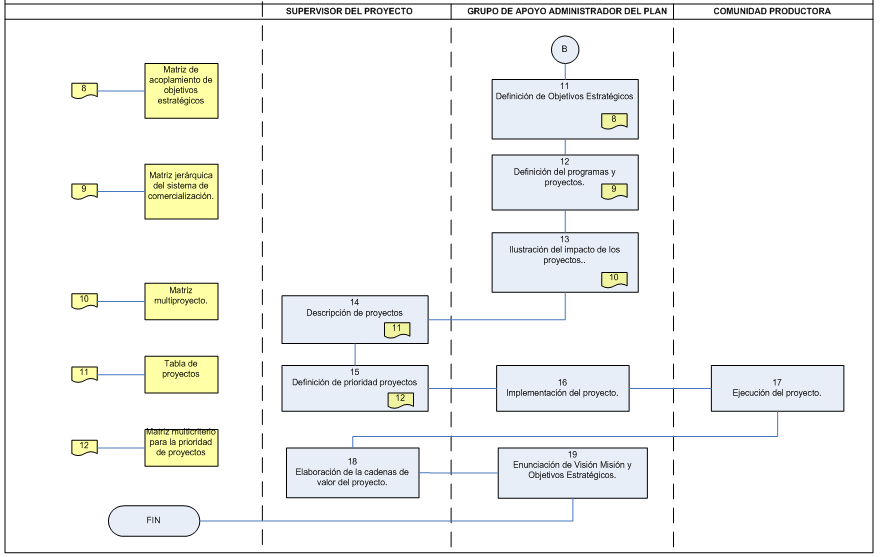 SUPERVISOR DEL PROYECTO
GRUPO DE APOYO ADMINISTRADOR DEL PLAN
COMUNIDAD PRODUCTORA
B
8
Matriz de
acoplamiento de
objetivos
estratégicos
11
Definición de Objetivos Estratégicos
8
9
Matriz jerárquica
del sistema de
comercialización.
12
Definición del programas y
proyectos.
9
13
Ilustración del impacto de los
proyectos..
10
10
Matriz
multiproyecto.
14
Descripción de proyectos
11
11
Tabla de
proyectos
15
Definición de prioridad proyectos
12
16
Implementación del proyecto.
17
Ejecución del proyecto.
12
Matriz multicriterio
para la prioridad
de proyectos
18
Elaboración de la cadenas de
valor del proyecto.
19
Enunciación de Visión Misión y
Objetivos Estratégicos.
FIN